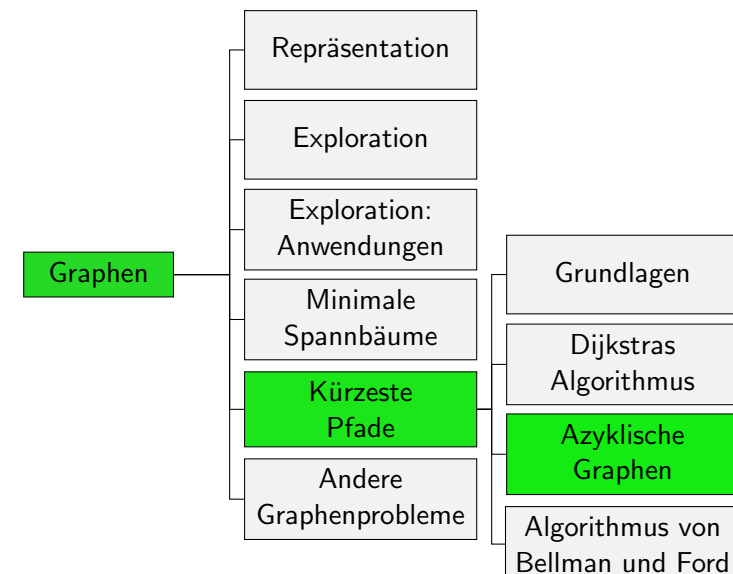 Graphen
Repräsentation
Exploration
Exploration:
Anwendungen
Minimale
Spannbäume
Kürzeste
Pfade
Andere
Graphenprobleme
Grundlagen
Dijkstras
Algorithmus
Azyklische
Graphen
Algorithmus von
Bellman und Ford